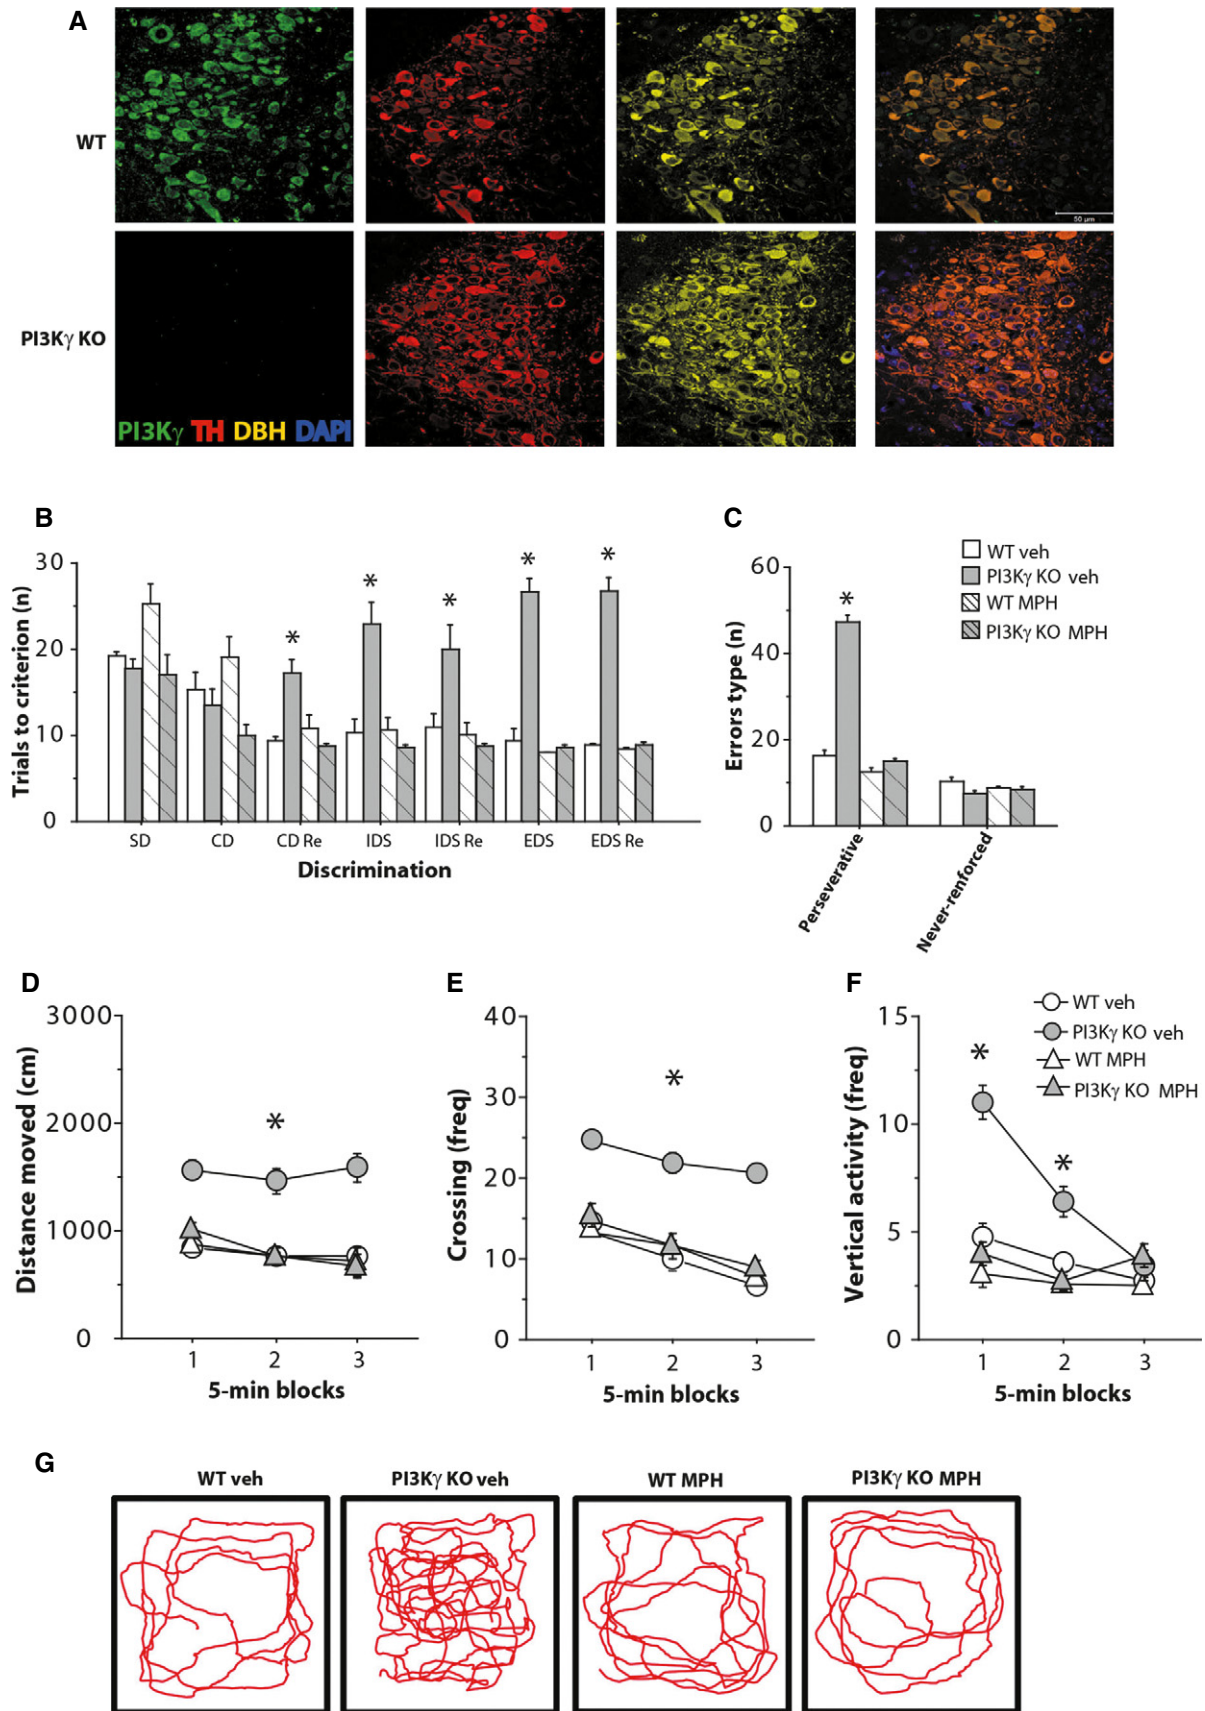 A
WT
50 µm
PI3Kγ KO
PI3Kγ TH DBH DAPI
B
Trials to criterion (n)
30
20
10
0
* * * * *
SD CD CD Re IDS IDS Re EDS EDS Re
Discrimination
C
Errors type (n)
60
40
20
0
*
Perseverative
Never-renforced
WT veh
PI3Kγ KO veh
WT MPH
PI3Kγ KO MPH
D
Distance moved (cm)
3000
2000
1000
0
*
1 2 3
5-min blocks
E
Crossing (freq)
40
30
20
10
0
*
1 2 3
5-min blocks
F
Vertical activity (freq)
15
10
5
0
*
*
1 2 3
5-min blocks
WT veh
PI3Kγ KO veh
WT MPH
PI3Kγ KO MPH
G
WT veh
PI3Kγ KO veh
WT MPH
PI3Kγ KO MPH